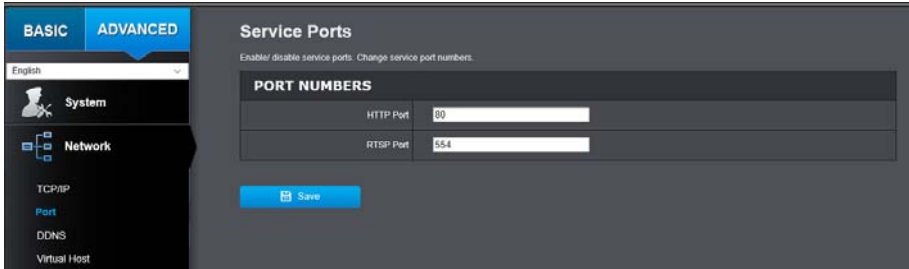 BASIC
ADVANCED
English
System
Network
TCP/IP
Port
DDNS
Virtual Host
Service Ports
Enable/ disable service ports. Change service port numbers.
PORT NUMBERS
HTTP Port 80
RTSP Port 554
Save